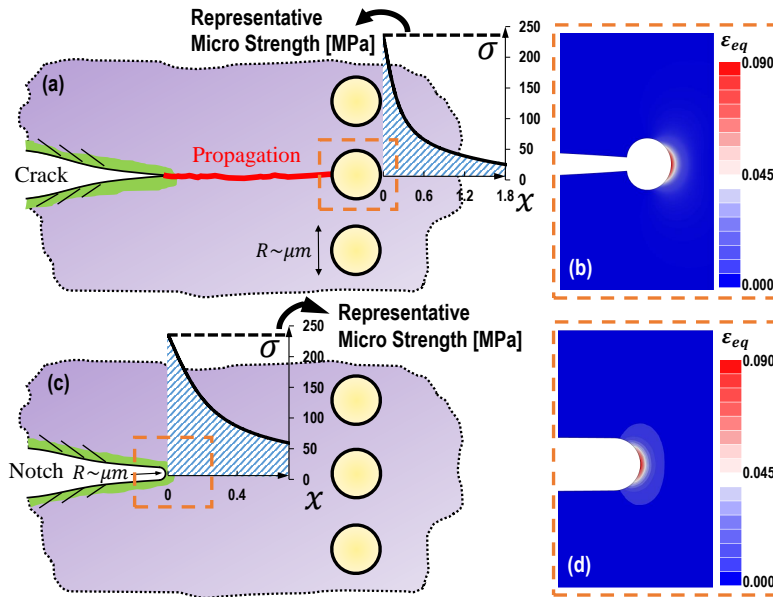 Representative
Micro Strength [MPa]
(a)
σ
250
200
150
100
50
0
0
0.6
1.2
1.8
x
Propagation
Crack
R~μm
ε_eq
0.090
0.045
0.000
(b)
Representative
Micro Strength [MPa]
(c)
σ
250
200
150
100
50
0
0
0.4
x
Notch
R~μm
ε_eq
0.090
0.045
0.000
(d)